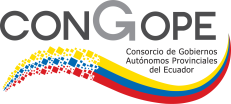 CONGOPE
Consorcio de Gobiernos
Autónomos Provinciales
del Ecuador